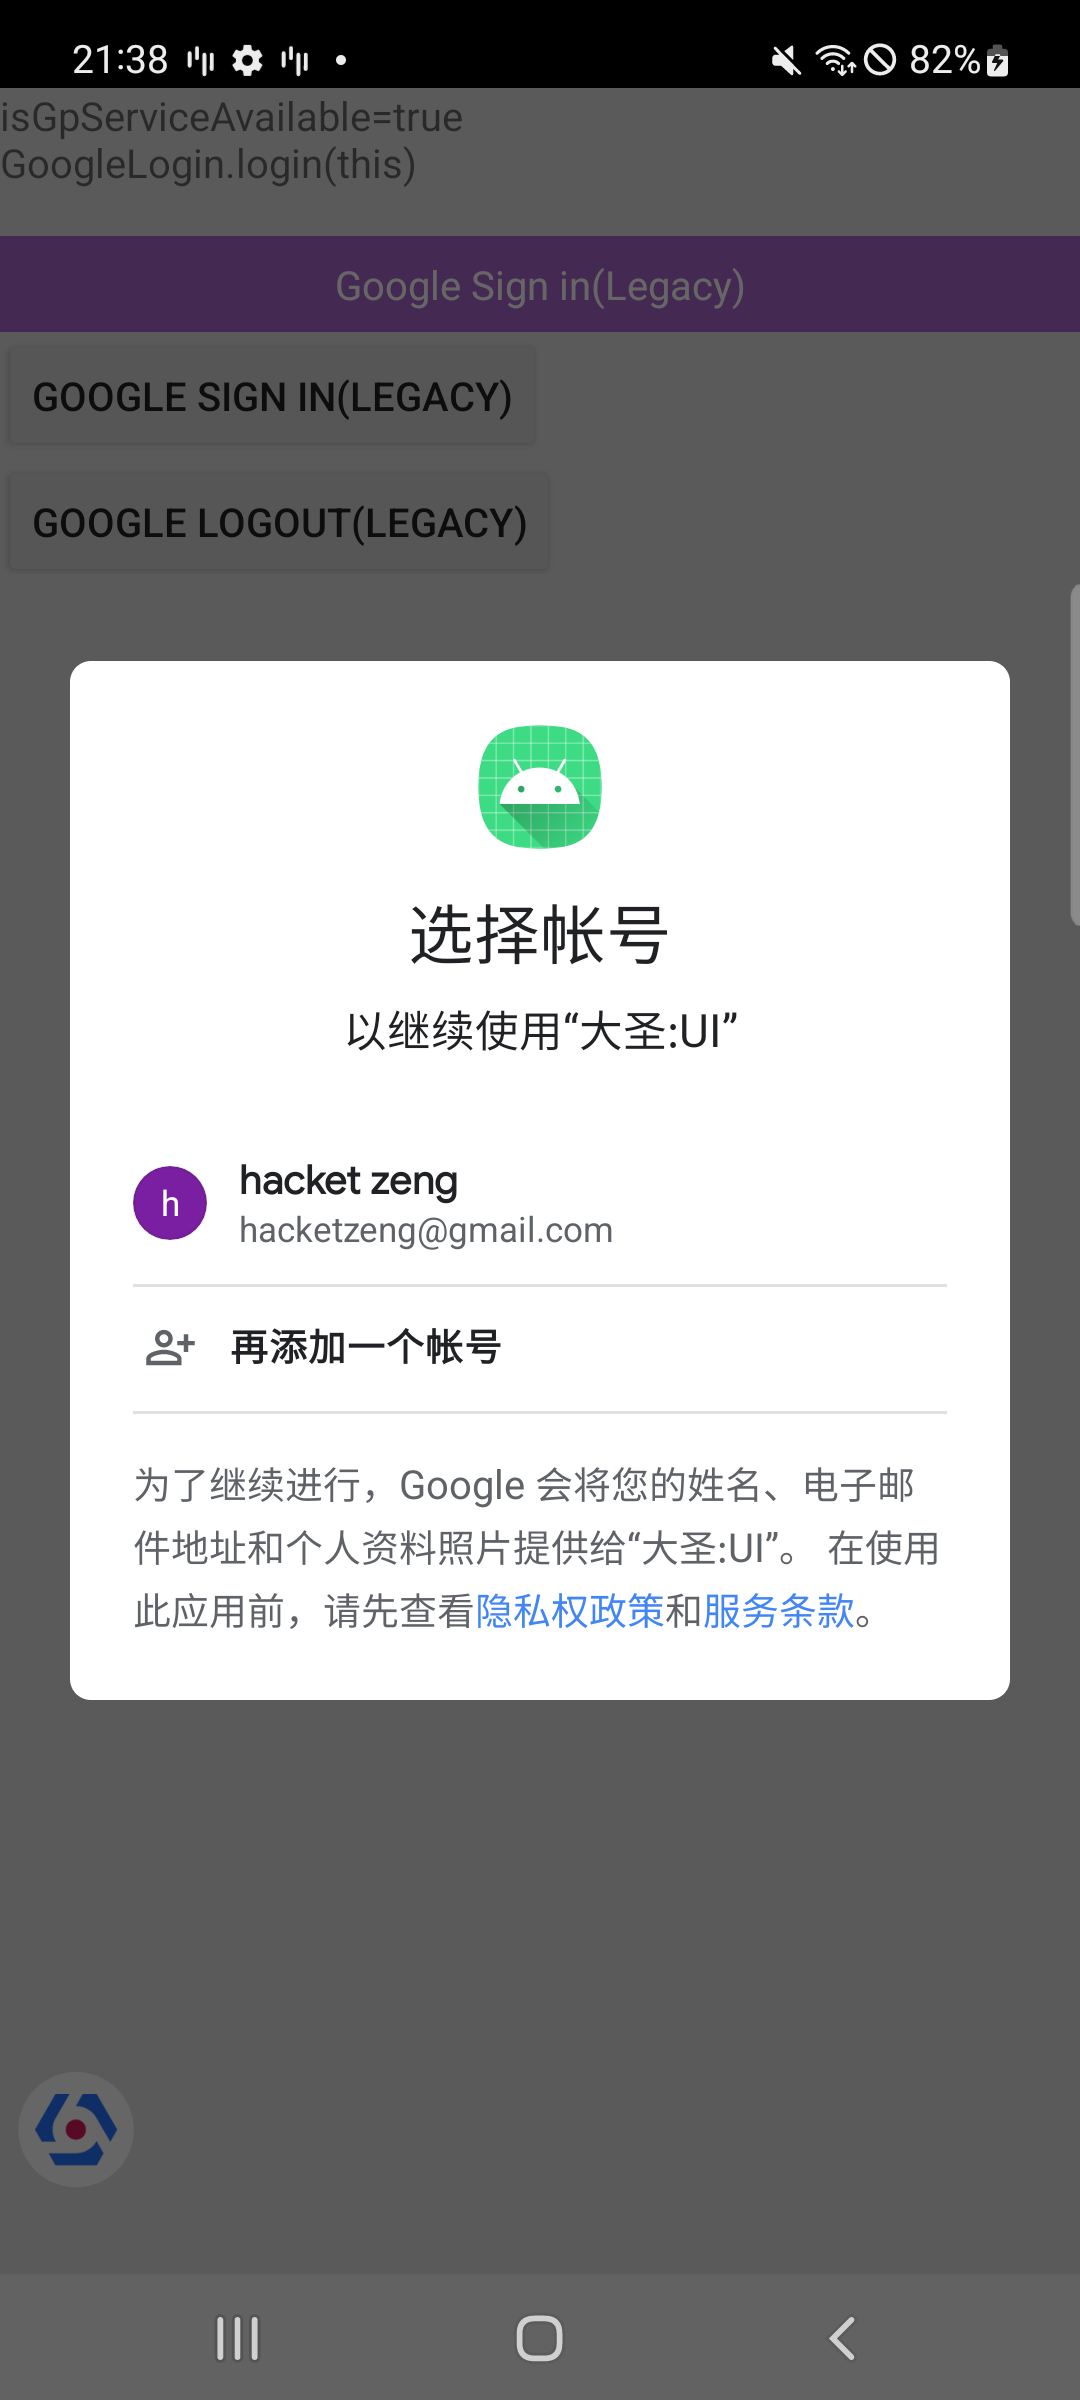 21:38
82%
isGpServiceAvailable=true
GoogleLogin.login(this)
Google Sign in(Legacy)
GOOGLE SIGN IN(LEGACY)
GOOGLE LOGOUT(LEGACY)
选择帐号
以继续使用“大圣:UI”
h
hacket zeng
hacketzeng@gmail.com
再添加一个帐号
为了继续进行，Google 会将您的姓名、电子邮
件地址和个人资料照片提供给“大圣:UI”。 在使用
此应用前，请先查看隐私权政策和服务条款。